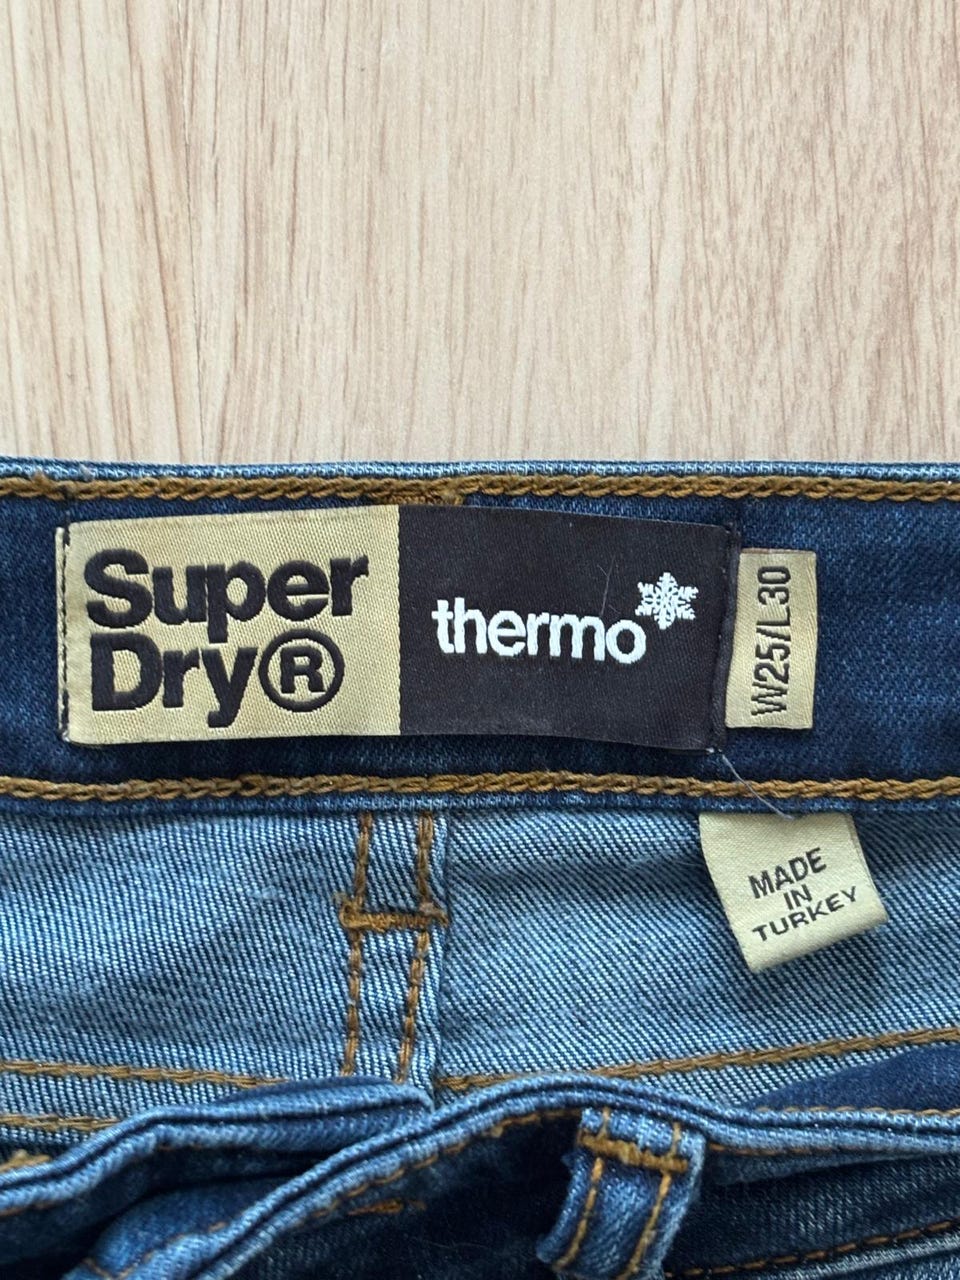 Super
Dry®
thermo
W25/L30
MADE
IN
TURKEY